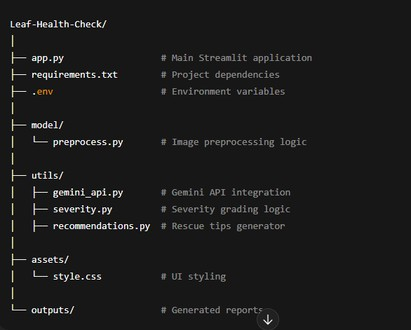 Leaf-Health-Check/
│
├── app.py # Main Streamlit application
├── requirements.txt # Project dependencies
├── .env # Environment variables
│
├── model/
│ └── preprocess.py # Image preprocessing logic
│
├── utils/
│ ├── gemini_api.py # Gemini API integration
│ ├── severity.py # Severity grading logic
│ └── recommendations.py # Rescue tips generator
│
├── assets/
│ └── style.css # UI styling
│
└── outputs/ # Generated reports